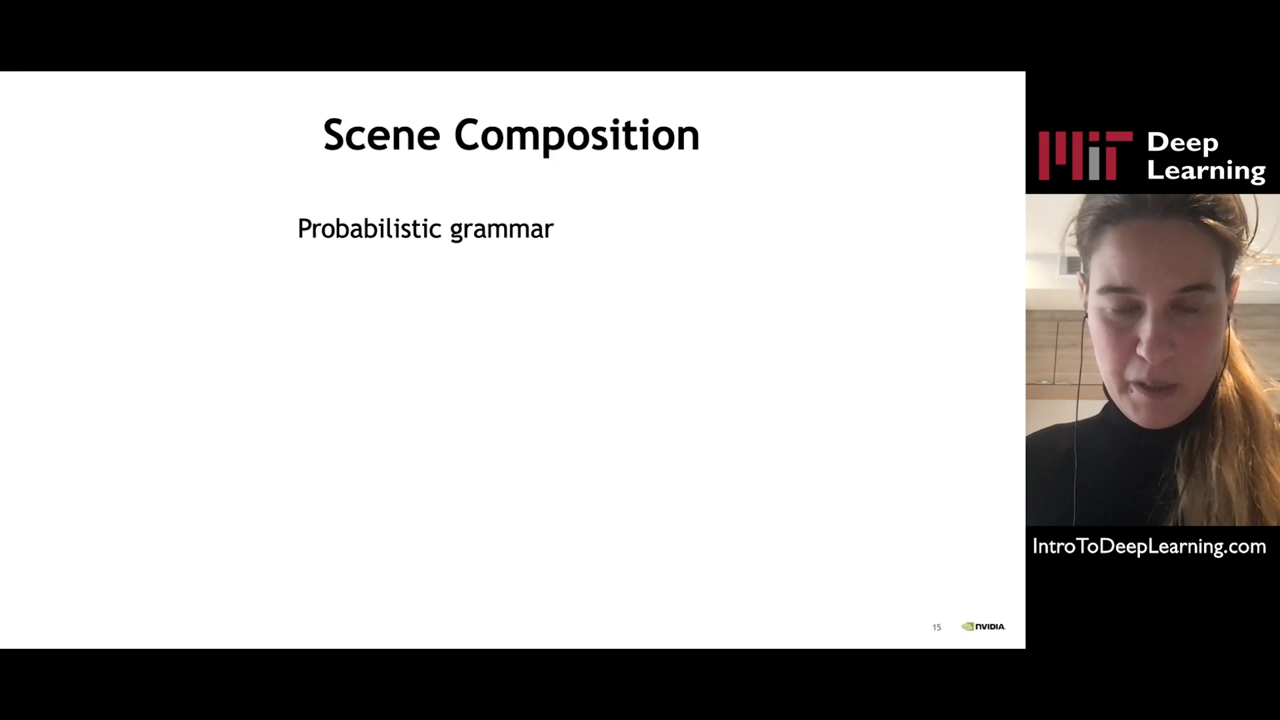 Scene Composition
Probabilistic grammar
15
NVIDIA
MIT
Deep
Learning
IntroToDeepLearning.com